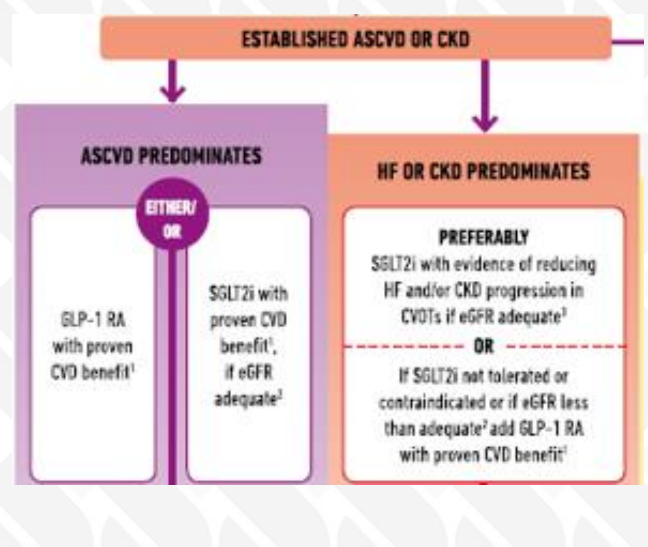 ESTABLISHED ASCVD OR CKD
ASCVD PREDOMINATES
EITHER/
OR
GLP-1 RA
with proven
CVD benefit¹
SGLT2i with
proven CVD
benefit¹,
if eGFR
adequate²
HF OR CKD PREDOMINATES
PREFERABLY
SGLT2i with evidence of reducing
HF and/or CKD progression in
CVOTs if eGFR adequate³
OR
If SGLT2i not tolerated or
contraindicated or if eGFR less
than adequate² add GLP-1 RA
with proven CVD benefit¹